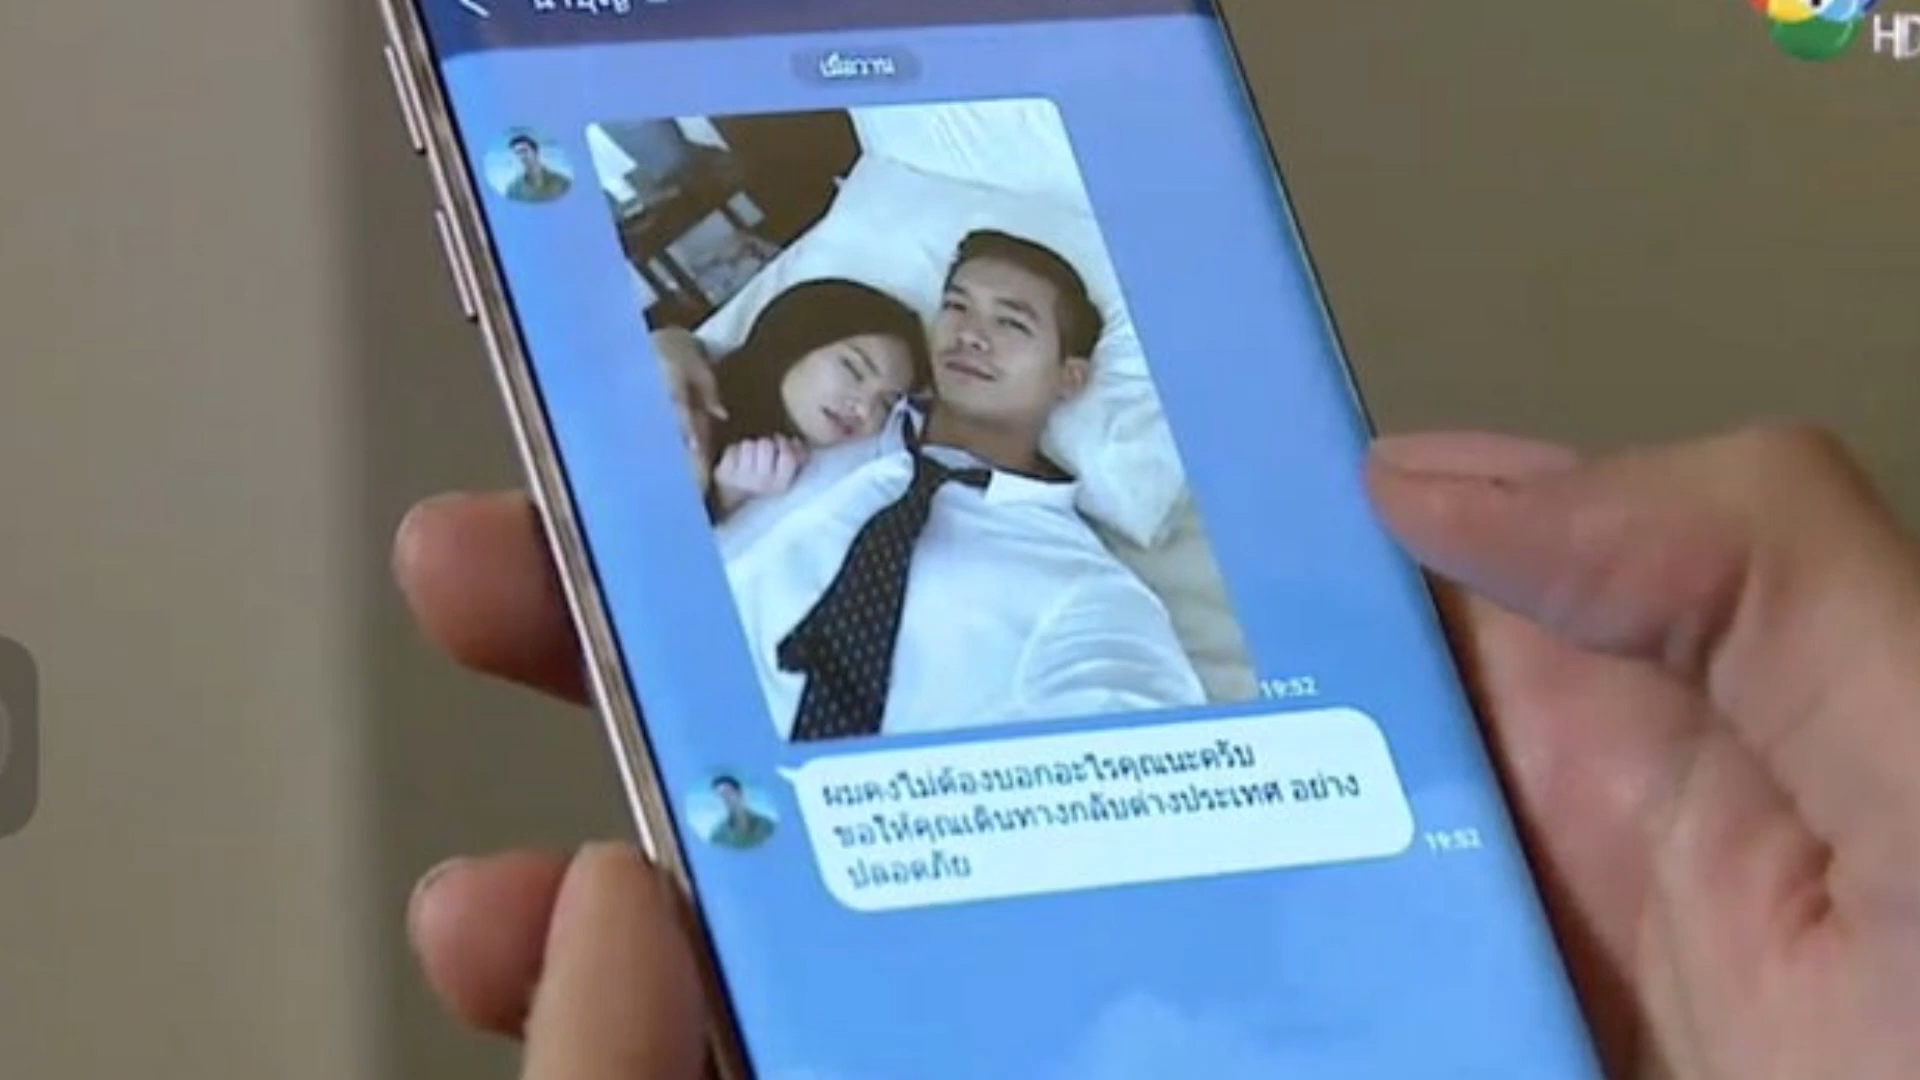 HD
เมื่อวาน
19:52
ผมคงไม่ต้องบอกอะไรคุณนะครับ
ขอให้คุณเดินทางกลับต่างประเทศ อย่าง
ปลอดภัย
19:52